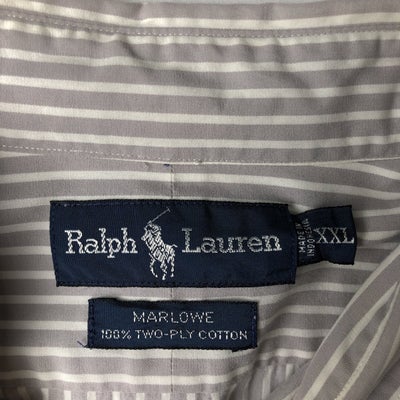 Ralph Lauren
MADE IN
INDONESIA
XXL
MARLOWE
100% TWO-PLY COTTON